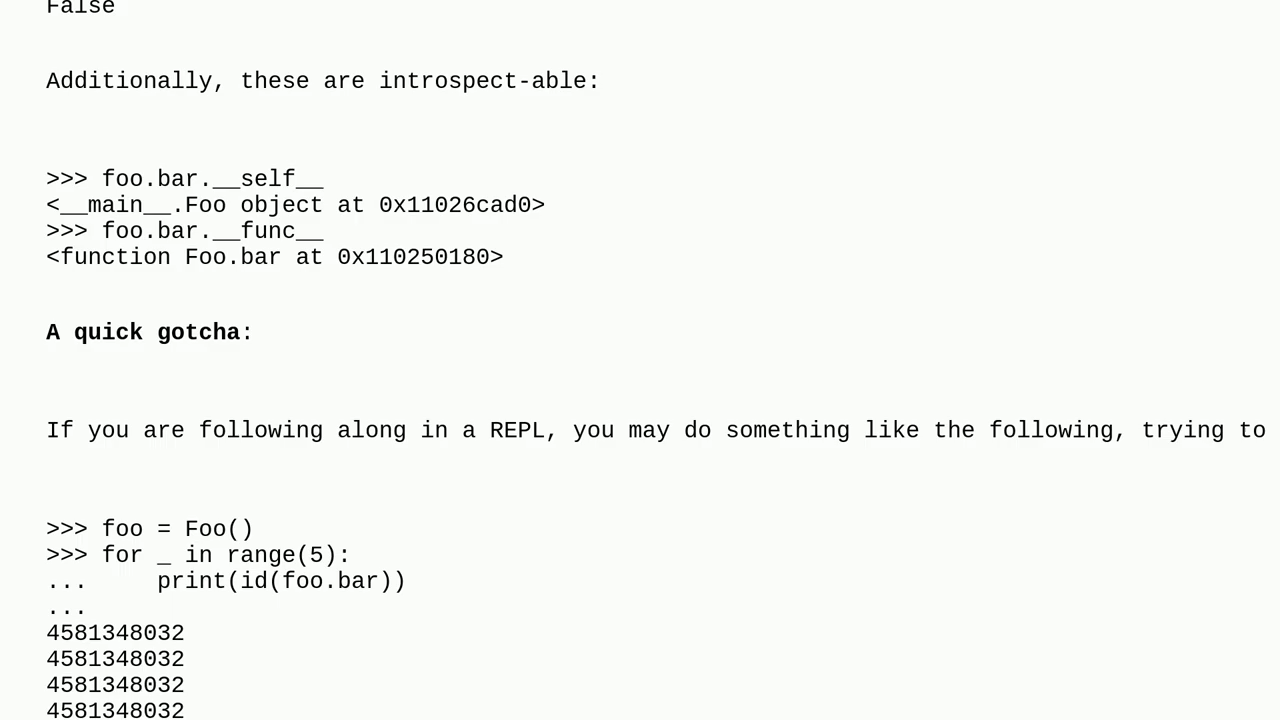 False
Additionally, these are introspect-able:
>>> foo.bar.__self__
<__main__.Foo object at 0x11026cad0>
>>> foo.bar.__func__
<function Foo.bar at 0x110250180>
A quick gotcha:
If you are following along in a REPL, you may do something like the following, trying to
>>> foo = Foo()
>>> for _ in range(5):
...     print(id(foo.bar))
...
4581348032
4581348032
4581348032
4581348032